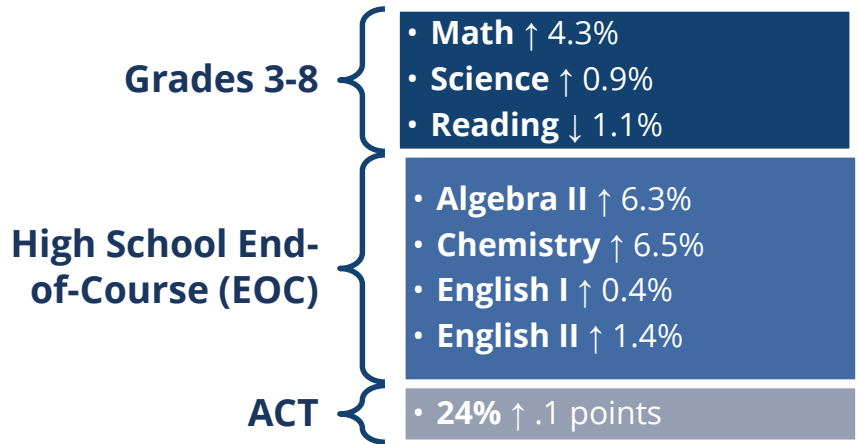 Grades 3-8
• Math ↑ 4.3%
• Science ↑ 0.9%
• Reading ↓ 1.1%
High School End-
of-Course (EOC)
• Algebra II ↑ 6.3%
• Chemistry ↑ 6.5%
• English I ↑ 0.4%
• English II ↑ 1.4%
ACT
• 24% ↑ .1 points